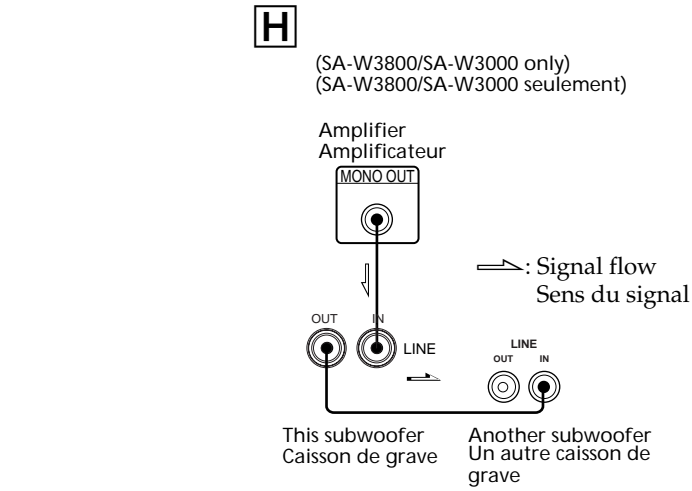 H
(SA-W3800/SA-W3000 only)
(SA-W3800/SA-W3000 seulement)
Amplifier
Amplificateur
MONO OUT
: Signal flow
Sens du signal
OUT
IN
LINE
LINE
OUT
IN
This subwoofer
Caisson de grave
Another subwoofer
Un autre caisson de
grave